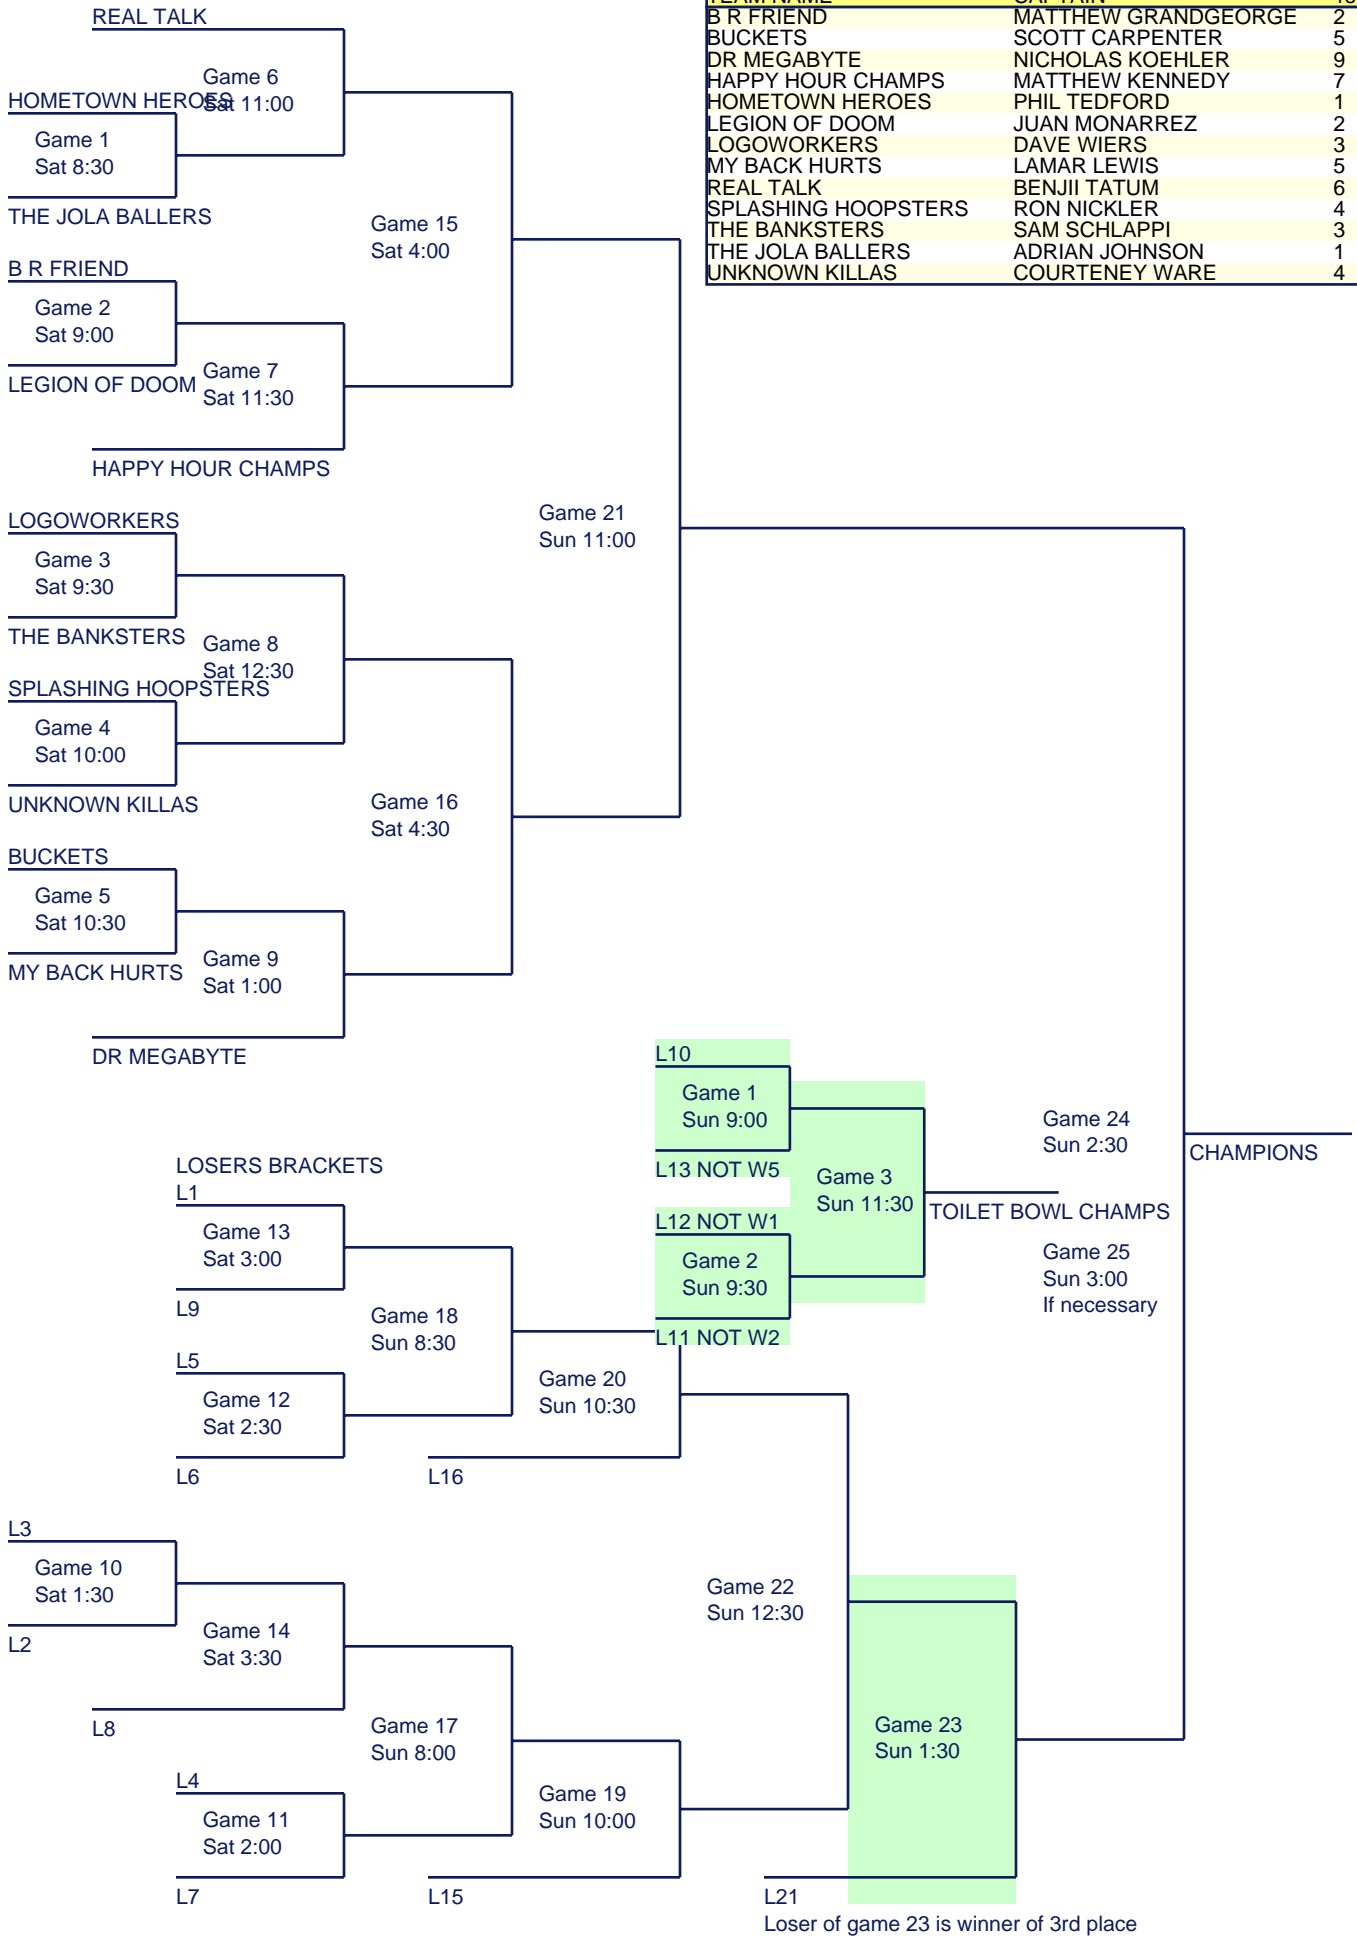 REAL TALK
Game 6
Sat 11:00
HOMETOWN HEROES
Game 1
Sat 8:30
THE JOLA BALLERS
Game 15
Sat 4:00
B R FRIEND
Game 2
Sat 9:00
LEGION OF DOOM
Game 7
Sat 11:30
HAPPY HOUR CHAMPS
LOGOWORKERS
Game 3
Sat 9:30
THE BANKSTERS
Game 8
Sat 12:30
SPLASHING HOOPSTERS
Game 4
Sat 10:00
UNKNOWN KILLAS
Game 16
Sat 4:30
BUCKETS
Game 5
Sat 10:30
MY BACK HURTS
Game 9
Sat 1:00
DR MEGABYTE
Game 21
Sun 11:00
B R FRIEND MATTHEW GRANDGEORGE 2
BUCKETS SCOTT CARPENTER 5
DR MEGABYTE NICHOLAS KOEHLER 9
HAPPY HOUR CHAMPS MATTHEW KENNEDY 7
HOMETOWN HEROES PHIL TEDFORD 1
LEGION OF DOOM JUAN MONARREZ 2
LOGOWORKERS DAVE WIERS 3
MY BACK HURTS LAMAR LEWIS 5
REAL TALK BENJII TATUM 6
SPLASHING HOOPSTERS RON NICKLER 4
THE BANKSTERS SAM SCHLAPPI 3
THE JOLA BALLERS ADRIAN JOHNSON 1
UNKNOWN KILLAS COURTENEY WARE 4
L10
Game 1
Sun 9:00
L13 NOT W5
Game 3
Sun 11:30
L12 NOT W1
Game 2
Sun 9:30
L11 NOT W2
TOILET BOWL CHAMPS
Game 24
Sun 2:30
CHAMPIONS
Game 25
Sun 3:00
If necessary
LOSERS BRACKETS
L1
Game 13
Sat 3:00
L9
Game 18
Sun 8:30
L5
Game 12
Sat 2:30
L6
Game 20
Sun 10:30
L16
L3
Game 10
Sat 1:30
L2
Game 14
Sat 3:30
L8
Game 17
Sun 8:00
L4
Game 11
Sat 2:00
L7
Game 19
Sun 10:00
L15
Game 22
Sun 12:30
Game 23
Sun 1:30
L21
Loser of game 23 is winner of 3rd place